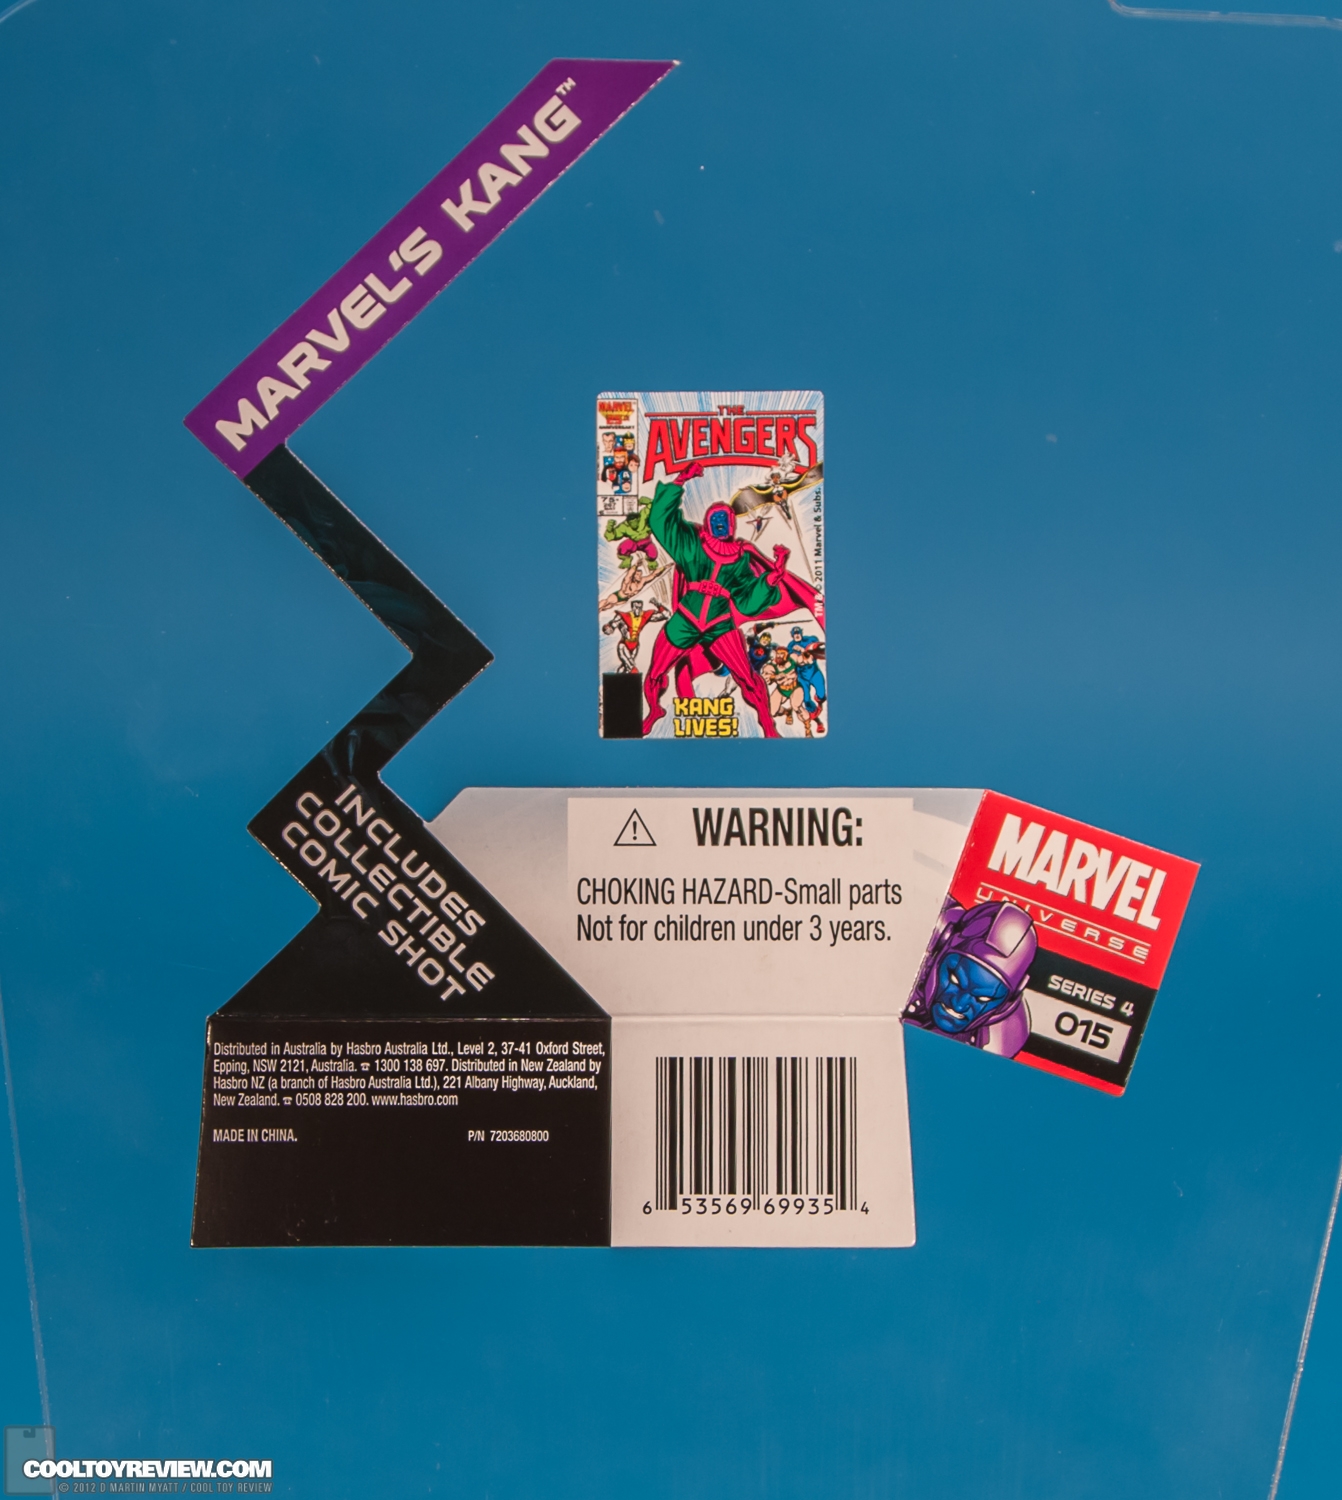 MARVEL'S KANG™
MARVEL
THE
AVENGERS
TM & © 2011 Marvel & Subs.
KANG
LIVES!
INCLUDES
COLLECTIBLE
COMIC SHOT
⚠ WARNING:
CHOKING HAZARD-Small parts
Not for children under 3 years.
MARVEL
UNIVERSE
SERIES 4
015
Distributed in Australia by Hasbro Australia Ltd., Level 2, 37-41 Oxford Street,
Epping, NSW 2121, Australia. ☎ 1300 138 697. Distributed in New Zealand by
Hasbro NZ (a branch of Hasbro Australia Ltd.), 221 Albany Highway, Auckland,
New Zealand. ☎ 0508 828 200. www.hasbro.com
MADE IN CHINA. P/N 7203680800
6 53569 69935 4
COOLTOYREVIEW.COM
© 2012 D MARTIN MYATT / COOL TOY REVIEW